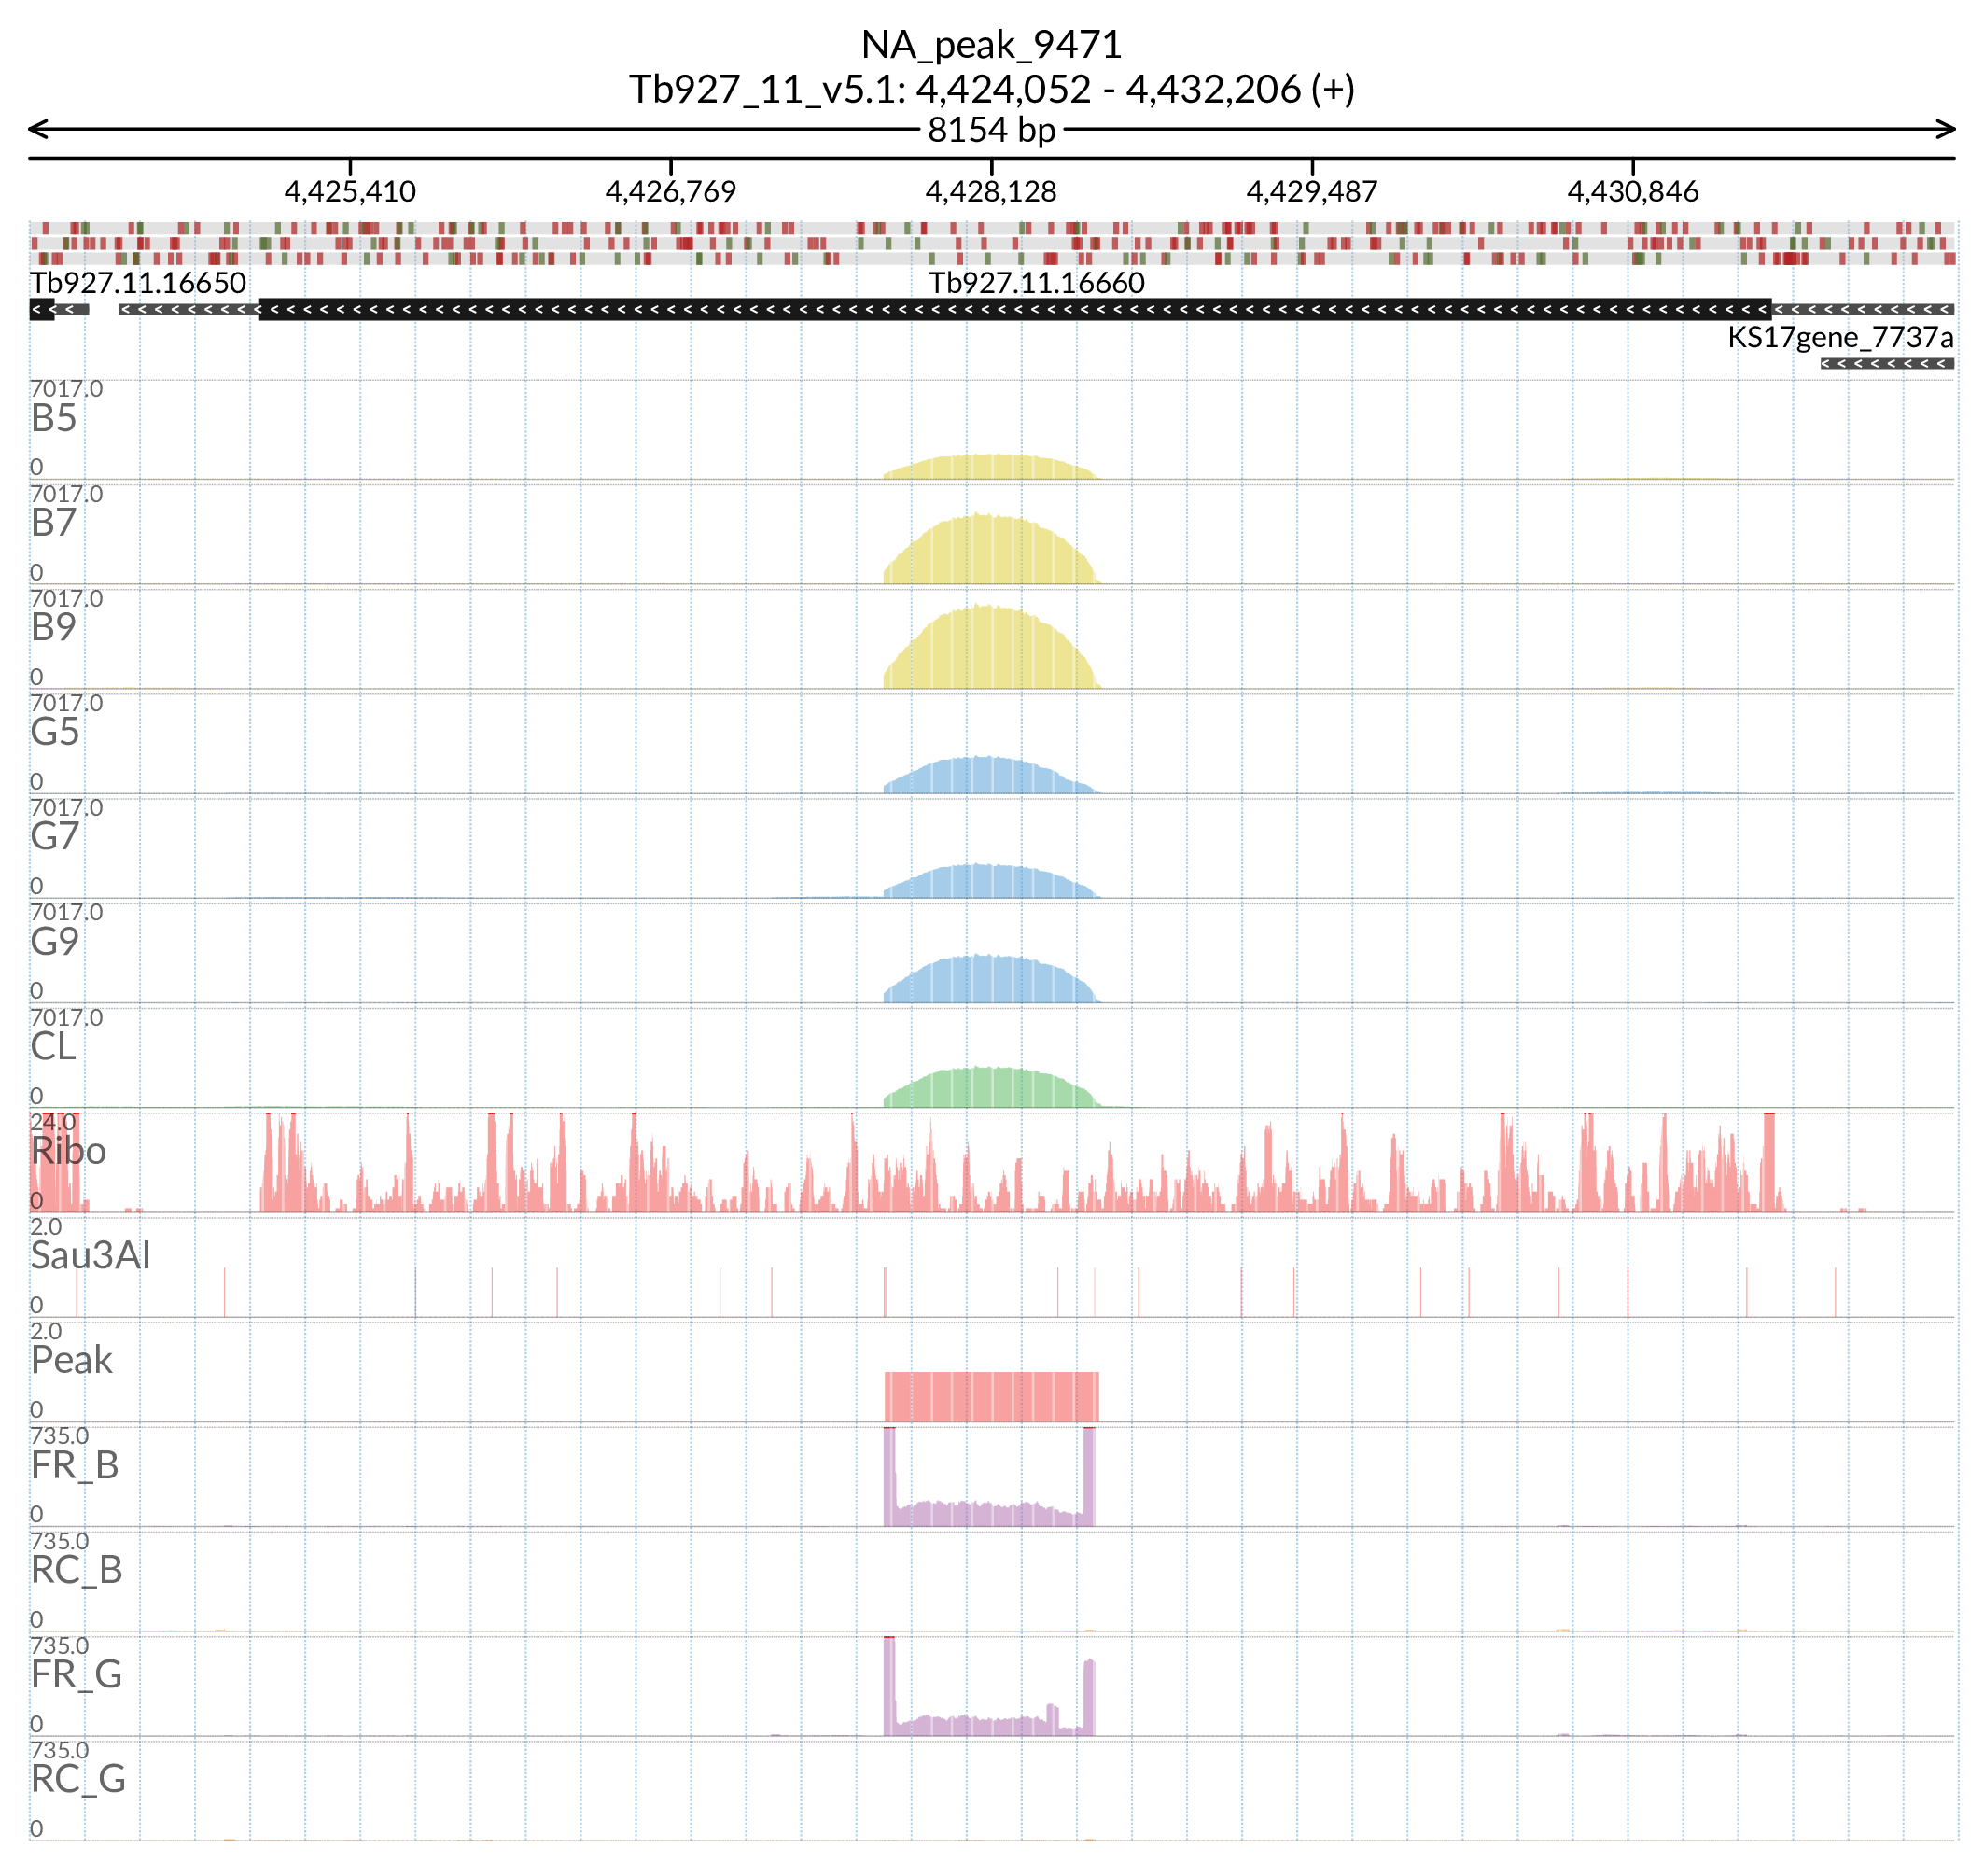 NA_peak_9471
Tb927_11_v5.1: 4,424,052 - 4,432,206 (+)
8154 bp
4,425,410 4,426,769 4,428,128 4,429,487 4,430,846
Tb927.11.16650 Tb927.11.16660
KS17gene_7737a
7017.0
B5
0
7017.0
B7
0
7017.0
B9
0
7017.0
G5
0
7017.0
G7
0
7017.0
G9
0
7017.0
CL
0
24.0
Ribo
0
2.0
Sau3AI
0
2.0
Peak
0
735.0
FR_B
0
735.0
RC_B
0
735.0
FR_G
0
735.0
RC_G
0